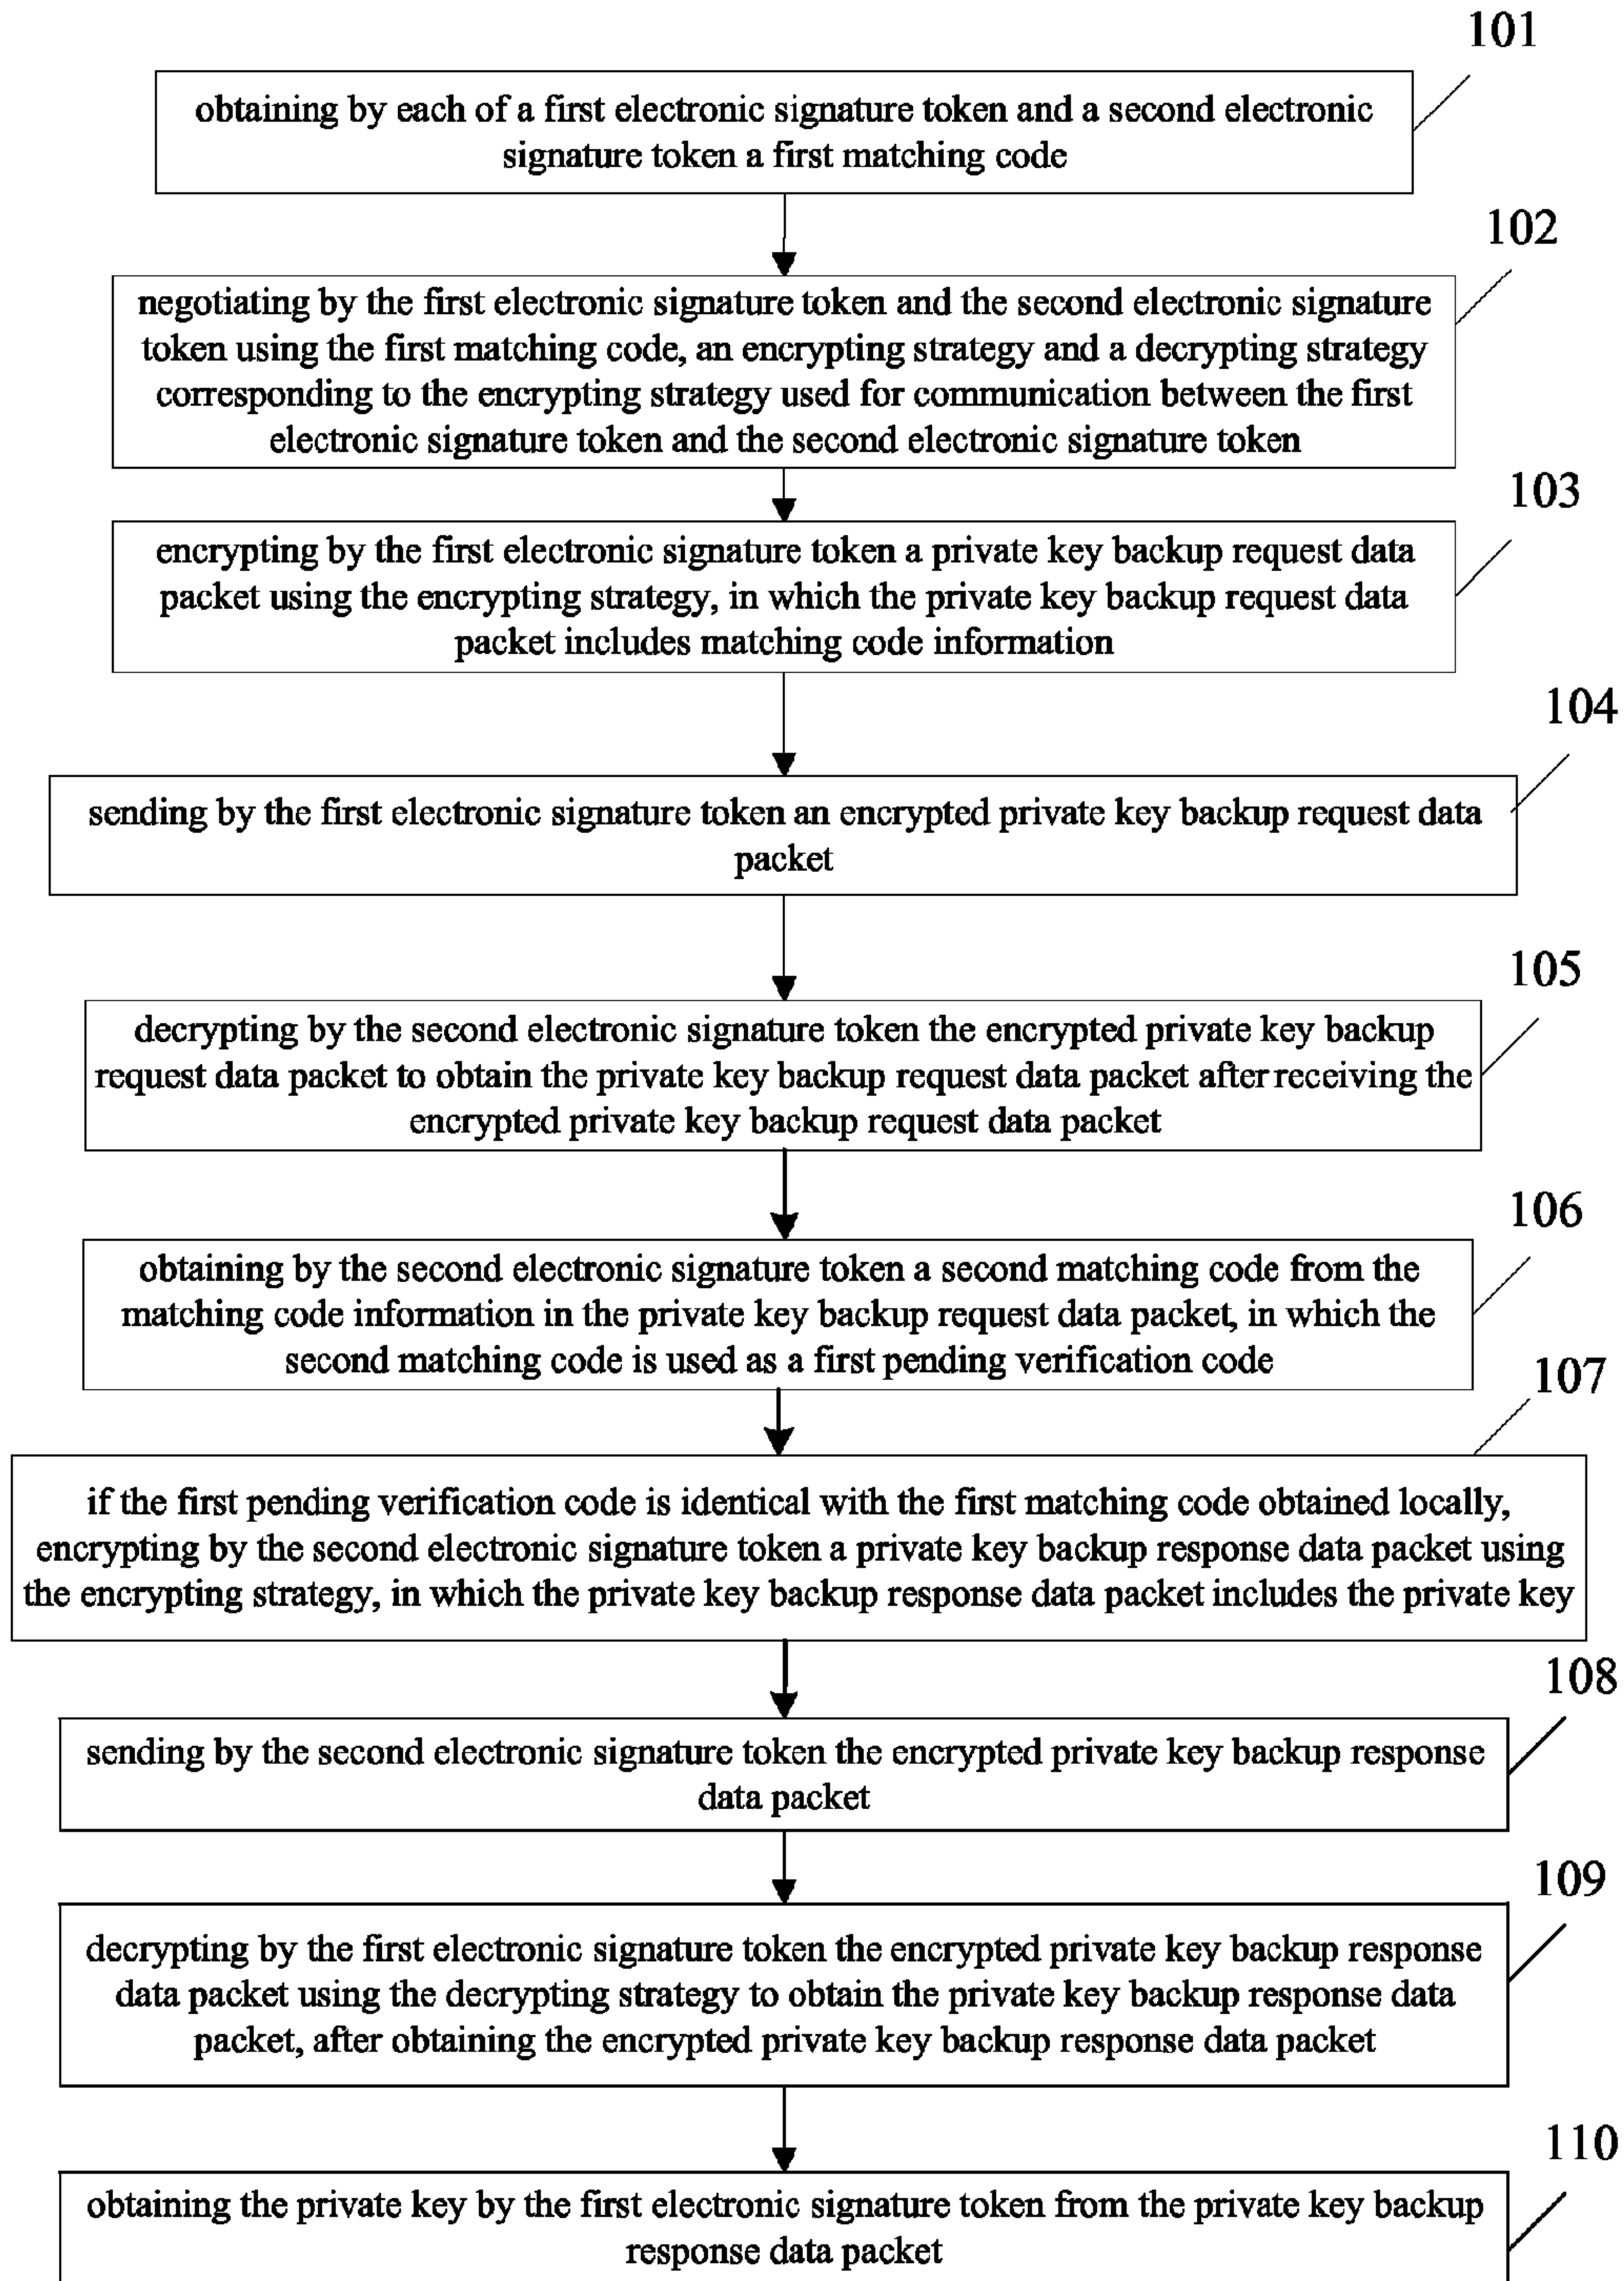 101
obtaining by each of a first electronic signature token and a second electronic
signature token a first matching code
102
negotiating by the first electronic signature token and the second electronic signature
token using the first matching code, an encrypting strategy and a decrypting strategy
corresponding to the encrypting strategy used for communication between the first
electronic signature token and the second electronic signature token
103
encrypting by the first electronic signature token a private key backup request data
packet using the encrypting strategy, in which the private key backup request data
packet includes matching code information
104
sending by the first electronic signature token an encrypted private key backup request data
packet
105
decrypting by the second electronic signature token the encrypted private key backup
request data packet to obtain the private key backup request data packet after receiving the
encrypted private key backup request data packet
106
obtaining by the second electronic signature token a second matching code from the
matching code information in the private key backup request data packet, in which the
second matching code is used as a first pending verification code
107
if the first pending verification code is identical with the first matching code obtained locally,
encrypting by the second electronic signature token a private key backup response data packet using
the encrypting strategy, in which the private key backup response data packet includes the private key
108
sending by the second electronic signature token the encrypted private key backup response
data packet
109
decrypting by the first electronic signature token the encrypted private key backup response
data packet using the decrypting strategy to obtain the private key backup response data
packet, after obtaining the encrypted private key backup response data packet
110
obtaining the private key by the first electronic signature token from the private key backup
response data packet